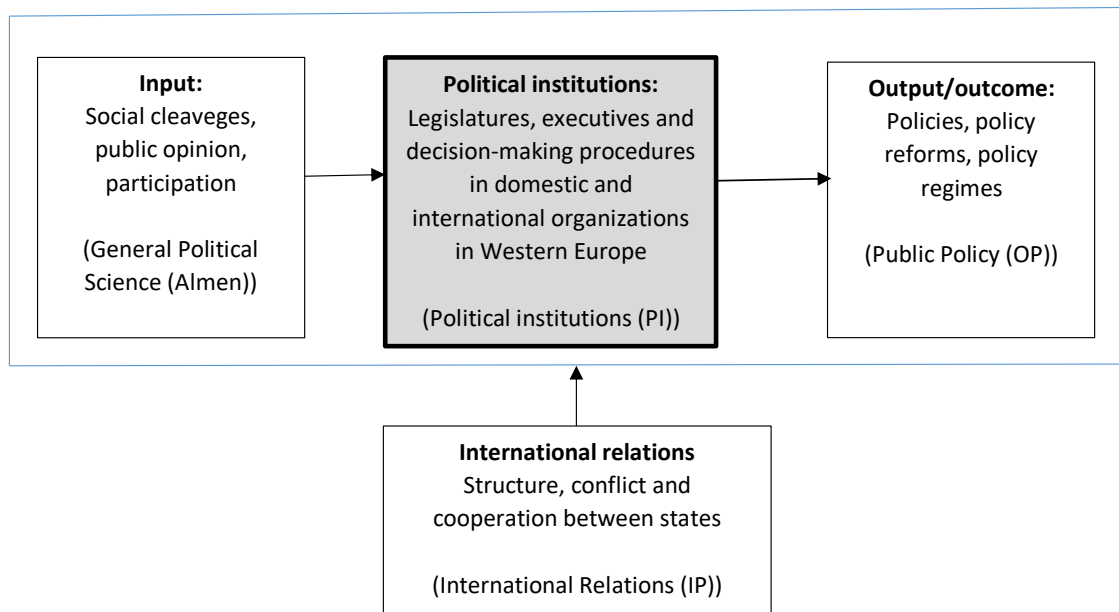 Input:
Social cleaveges,
public opinion,
participation
(General Political
Science (Almen))
Political institutions:
Legislatures, executives and
decision-making procedures
in domestic and
international organizations
in Western Europe
(Political institutions (PI))
Output/outcome:
Policies, policy
reforms, policy
regimes
(Public Policy (OP))
International relations
Structure, conflict and
cooperation between states
(International Relations (IP))